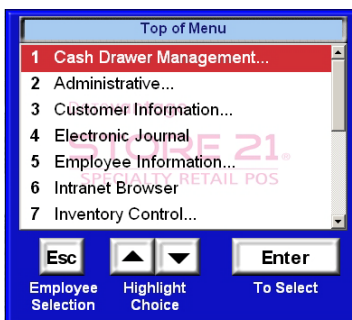 Top of Menu
1 Cash Drawer Management...
2 Administrative...
3 Customer Information...
4 Electronic Journal
STORE 21®
5 Employee Information...
SPECIALTY RETAIL POS
6 Intranet Browser
7 Inventory Control...
Esc Enter
Employee Selection
Highlight Choice
To Select